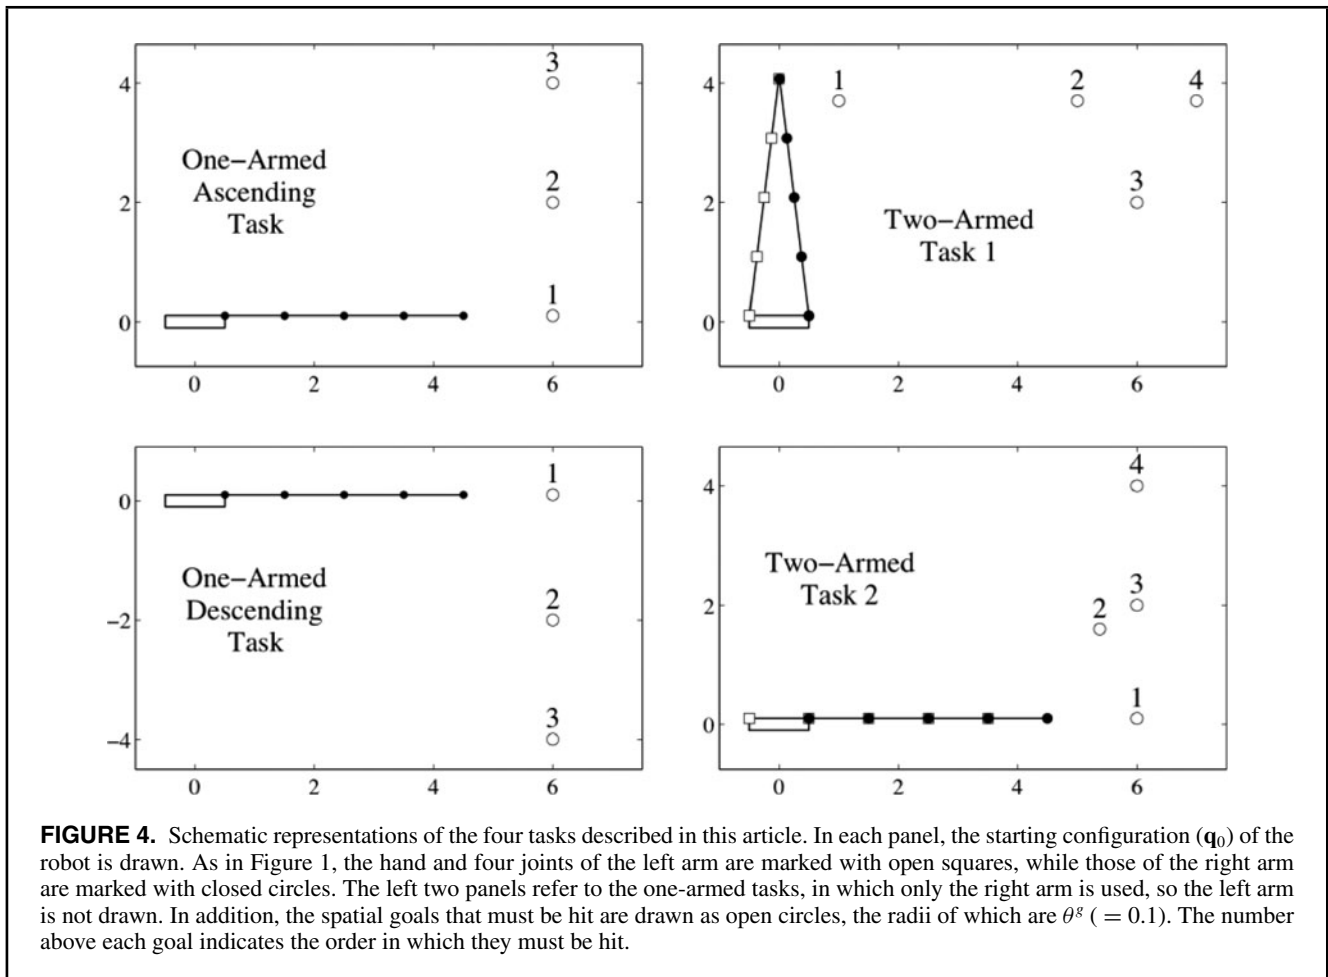 3
4
One−Armed
Ascending
Task
2
2
1
0
0 2 4 6
1 2 4
4
3
2
Two−Armed
Task 1
0
0 2 4 6
1
0
One−Armed
Descending
Task
2
−2
3
−4
0 2 4 6
4
4
Two−Armed
Task 2
3
2
2
1
0
0 2 4 6
FIGURE 4. Schematic representations of the four tasks described in this article. In each panel, the starting configuration (q₀) of the
robot is drawn. As in Figure 1, the hand and four joints of the left arm are marked with open squares, while those of the right arm
are marked with closed circles. The left two panels refer to the one-armed tasks, in which only the right arm is used, so the left arm
is not drawn. In addition, the spatial goals that must be hit are drawn as open circles, the radii of which are θᵍ ( = 0.1). The number
above each goal indicates the order in which they must be hit.